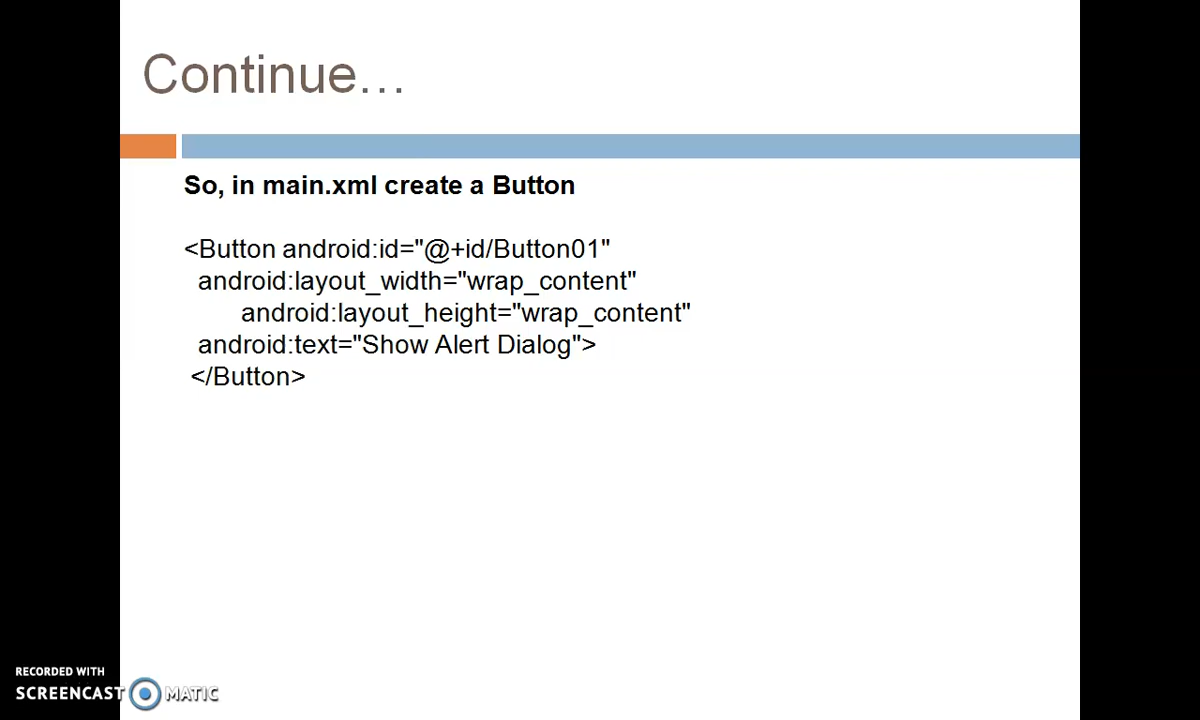 Continue...
So, in main.xml create a Button
<Button android:id="@+id/Button01"
android:layout_width="wrap_content"
android:layout_height="wrap_content"
android:text="Show Alert Dialog">
</Button>
RECORDED WITH
SCREENCAST MATIC